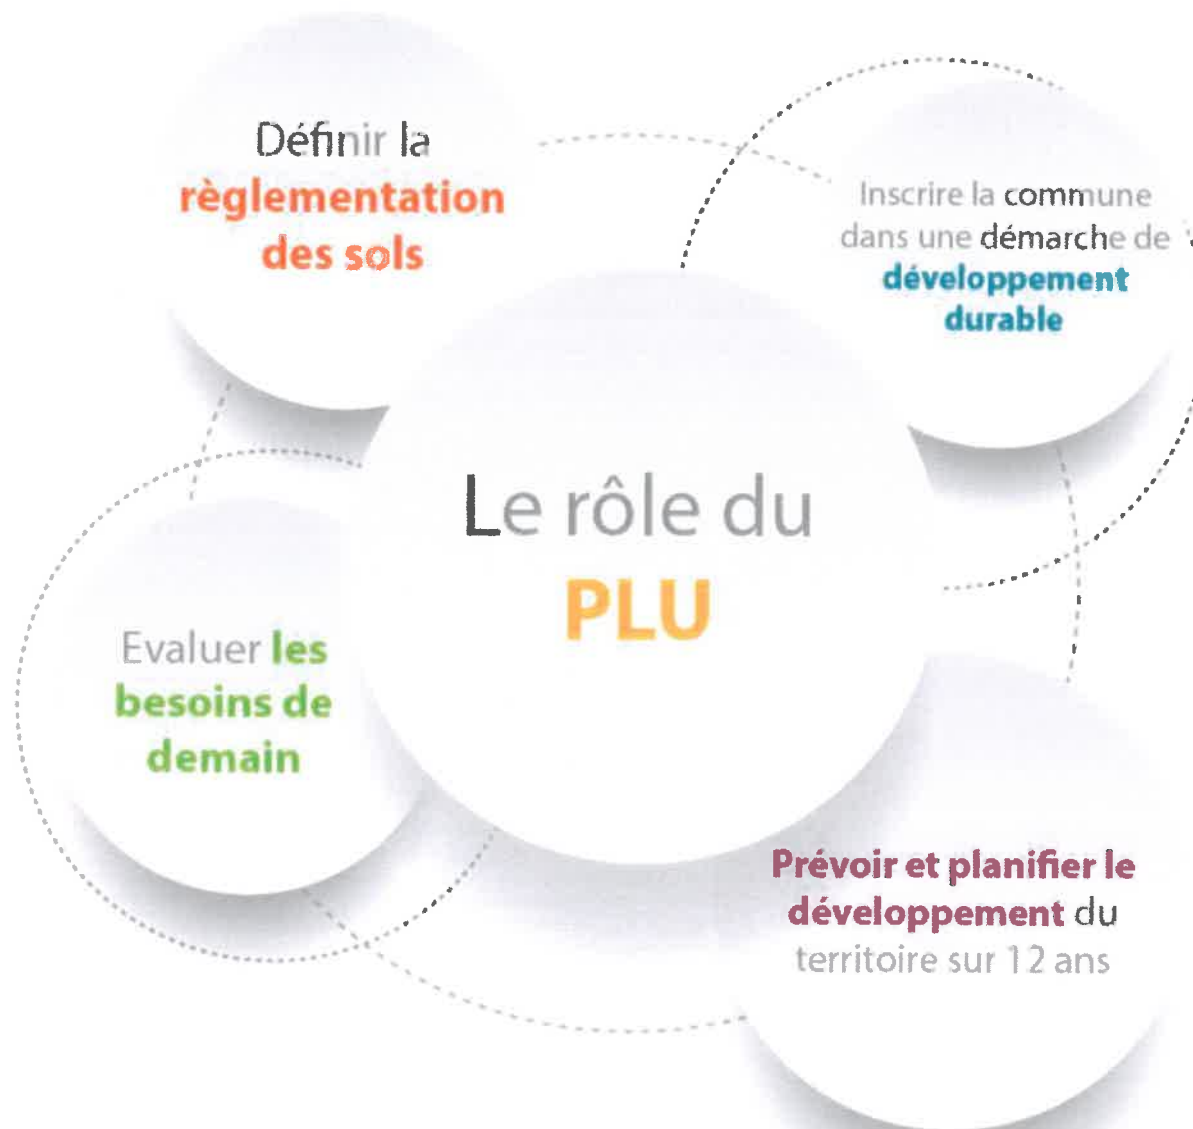 Définir la
règlementation
des sols
Inscrire la commune
dans une démarche de
développement
durable
Le rôle du
PLU
Evaluer les
besoins de
demain
Prévoir et planifier le
développement du
territoire sur 12 ans